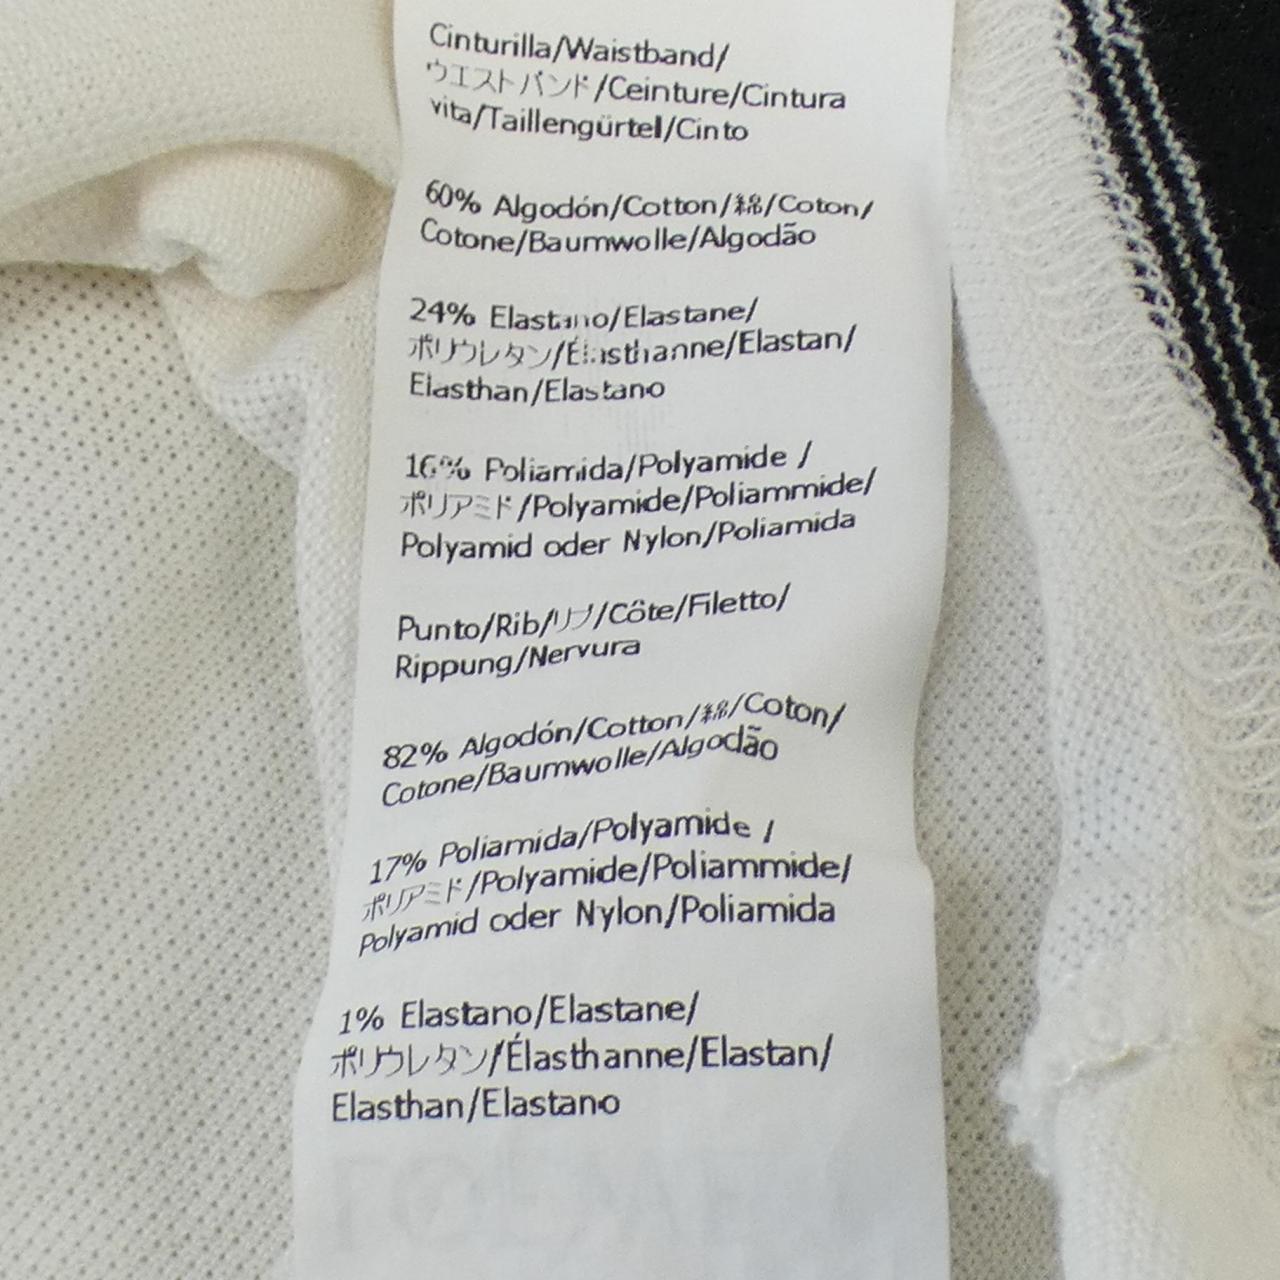 Cinturilla/Waistband/
ウエストバンド/Ceinture/Cintura
vita/Taillengürtel/Cinto
60% Algodón/Cotton/綿/Coton/
Cotone/Baumwolle/Algodão
24% Elastano/Elastane/
ポリウレタン/Élasthanne/Elastan/
Elasthan/Elastano
16% Poliamida/Polyamide /
ポリアミド/Polyamide/Poliammide/
Polyamid oder Nylon/Poliamida
Punto/Rib/リブ/Côte/Filetto/
Rippung/Nervura
82% Algodón/Cotton/綿/Coton/
Cotone/Baumwolle/Algodão
17% Poliamida/Polyamide /
ポリアミド/Polyamide/Poliammide/
Polyamid oder Nylon/Poliamida
1% Elastano/Elastane/
ポリウレタン/Élasthanne/Elastan/
Elasthan/Elastano